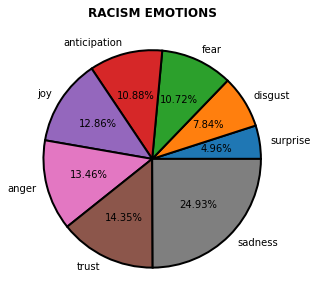 RACISM EMOTIONS
anticipation
fear
joy
disgust
10.88%
10.72%
12.86%
7.84%
surprise
4.96%
anger
13.46%
24.93%
14.35%
sadness
trust